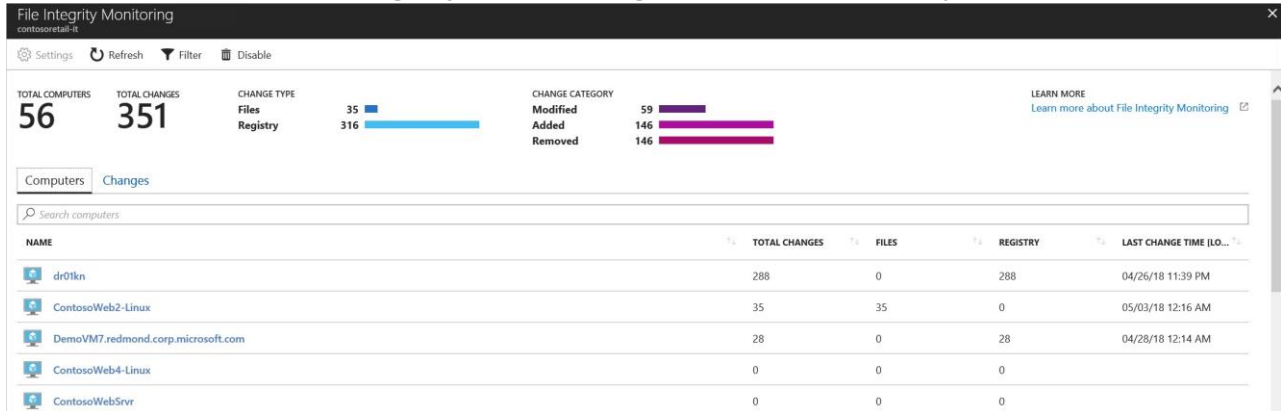 File Integrity Monitoring
contosoretail-it
Settings Refresh Filter Disable
TOTAL COMPUTERS TOTAL CHANGES CHANGE TYPE CHANGE CATEGORY LEARN MORE
56 351 Files 35 Modified 59 Learn more about File Integrity Monitoring
Registry 316 Added 146
Removed 146
Computers Changes
Search computers
NAME TOTAL CHANGES FILES REGISTRY LAST CHANGE TIME [LO...
dr01kn 288 0 288 04/26/18 11:39 PM
ContosoWeb2-Linux 35 35 0 05/03/18 12:16 AM
DemoVM7.redmond.corp.microsoft.com 28 0 28 04/28/18 12:14 AM
ContosoWeb4-Linux 0 0 0
ContosoWebSrvr 0 0 0